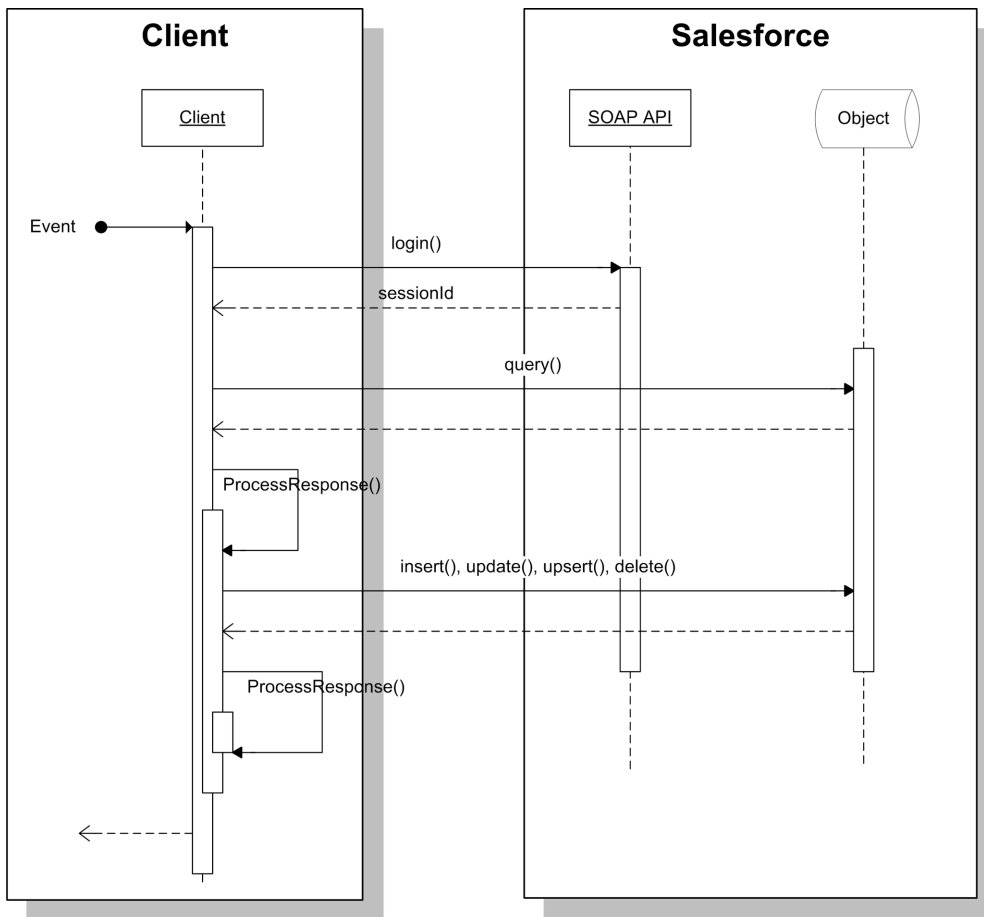 Client
Salesforce
Client
SOAP API
Object
Event
login()
sessionId
query()
ProcessResponse()
insert(), update(), upsert(), delete()
ProcessResponse()